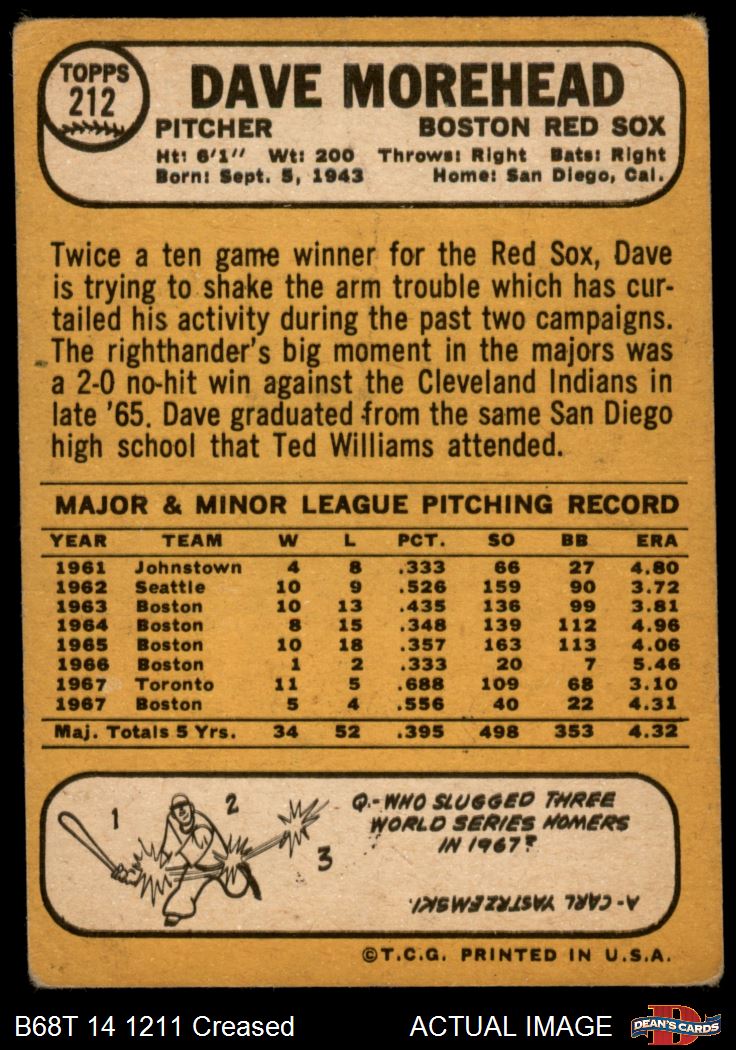 TOPPS
212
DAVE MOREHEAD
PITCHER BOSTON RED SOX
Ht: 6'1" Wt: 200 Throws: Right Bats: Right
Born: Sept. 5, 1943 Home: San Diego, Cal.
Twice a ten game winner for the Red Sox, Dave
is trying to shake the arm trouble which has cur-
tailed his activity during the past two campaigns.
The righthander's big moment in the majors was
a 2-0 no-hit win against the Cleveland Indians in
late '65. Dave graduated from the same San Diego
high school that Ted Williams attended.
MAJOR & MINOR LEAGUE PITCHING RECORD
YEAR TEAM W L PCT. SO BB ERA
1961 Johnstown 4 8 .333 66 27 4.80
1962 Seattle 10 9 .526 159 90 3.72
1963 Boston 10 13 .435 136 99 3.81
1964 Boston 8 15 .348 139 112 4.96
1965 Boston 10 18 .357 163 113 4.06
1966 Boston 1 2 .333 20 7 5.46
1967 Toronto 11 5 .688 109 68 3.10
1967 Boston 5 4 .556 40 22 4.31
Maj. Totals 5 Yrs. 34 52 .395 498 353 4.32
1 2 3
Q.-WHO SLUGGED THREE
WORLD SERIES HOMERS
IN 1967?
A-CARL YASTRZEMSKI.
©T.C.G. PRINTED IN U.S.A.
B68T 14 1211 Creased ACTUAL IMAGE
DEAN'S CARDS